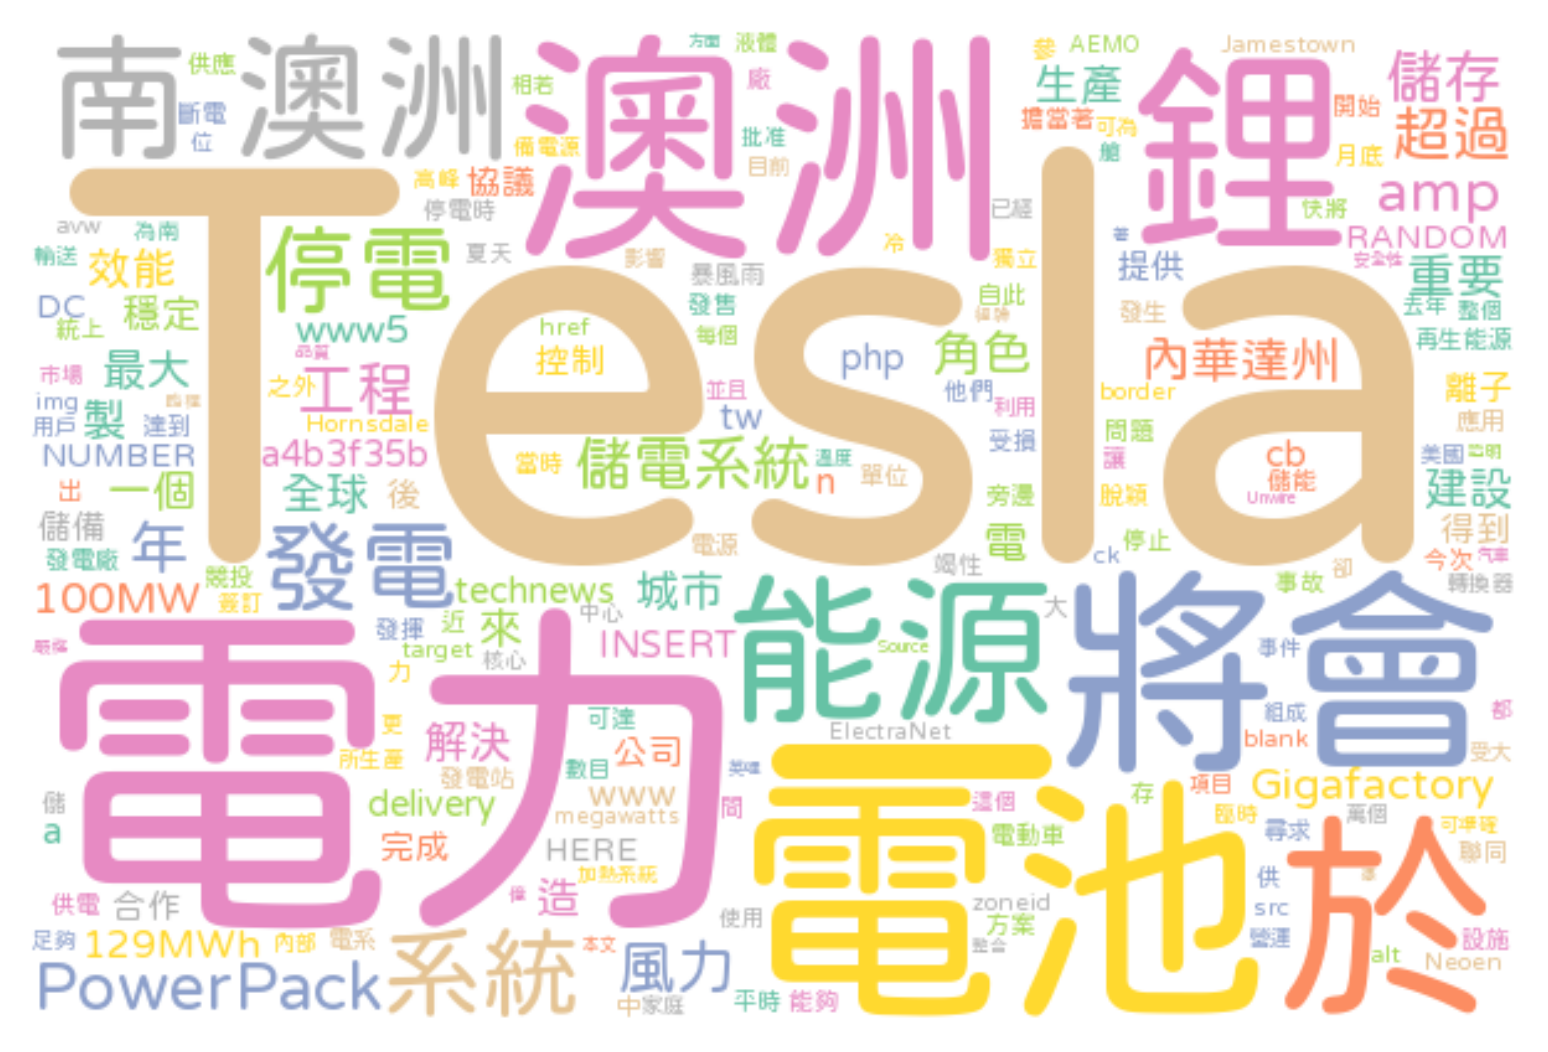 南澳洲
供應
斷電
位
澳洲
相若
備電源
方面
液體
廠
批准
目前
參
AEMO
生產
擔當著
可為
艙
Jamestown
鋰
開始
月底
儲存
超過
amp
快將
RANDOM
安全性
Tesla
高峰
協議
停電時
夏天
已經
冷
獨立
影響
暴風雨
著
提供
重要
avw
為南
輸送
效能
停電
DC
統上
穩定
www5
href
控制
發售
每個
自此
發生
去年
整個
再生能源
品質
市場
最大
工程
之外
php
角色
內華達州
img
用戶
製
達到
Hornsdale
並且
tw
他們
利用
border
離子
應用
NUMBER
a4b3f35b
當時
儲電系統
溫度
n
單位
受損
問題
讓
cb
儲能
Unwire
美國
聲明
出
一個
全球
後
旁邊
脫穎
建設
儲備
年
發電
電源
電
竭性
ck
停止
得到
發電廠
競投
簽訂
今次
汽車
卻
事故
轉換器
100MW
technews
城市
能源
大
將會
中心
發揮
近
來
target
核心
INSERT
Source
事件
力
電力
更
所生產
解決
可達
公司
數目
ElectraNet
組成
blank
都
受大
發電站
英哩
儲
a
delivery
www
megawatts
間
這個
電動車
存
項目
Gigafactory
臨時
尋求
萬個
可準確
聯同
完成
HERE
加熱系統
電池
於
供電
合作
造
使用
zoneid
方案
整合
供
src
營運
足夠
129MWh
內部
電系
系統
本文
風力
alt
設施
Neoen
PowerPack
中
家庭
平時
能夠